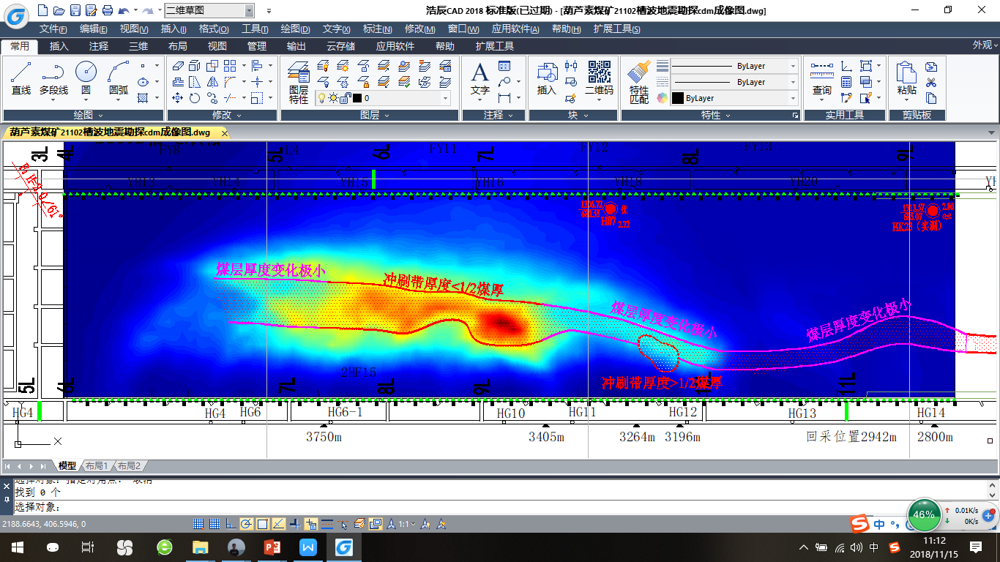 二维草图
浩辰CAD 2018 标准版(已过期) - [葫芦素煤矿21102槽波地震勘探cdm成像图.dwg]
文件(F) 编辑(E) 视图(V) 插入(I) 格式(O) 工具(T) 绘图(D) 文字(X) 标注(N) 修改(M) 窗口(W) 应用软件(A) 帮助(H) 扩展工具(S)
常用 插入 注释 三维 布局 视图 管理 输出 云存储 应用软件 帮助 扩展工具 外观
直线 多段线 圆 圆弧
图层特性
0
文字 插入 二维码 特性匹配
ByLayer
ByLayer
ByLayer
查询 粘贴
绘图 修改 图层 注释 块 特性 实用工具 剪贴板
葫芦素煤矿21102槽波地震勘探cdm成像图.dwg
3L 4L FY8 5L L4 6L FY11 7L FY12 8L FY13 9L
YH13 YH14 YH15 YH16 YH18 YH20 YH
H07 2.72
1313.37 2.80
HK23 (实测)
煤层厚度变化极小
冲刷带厚度<1/2煤厚
煤层厚度变化极小
煤层厚度变化极小
冲刷带厚度>1/2煤厚
2HF15
5L 6L 7L 8L 9L 11L
HG4 HG4 HG6 HG6-1 HG10 HG11 HG12 HG13 HG14
3750m 3405m 3264m 3196m 回采位置2942m 2800m
X
模型 布局1 布局2
选择对象: 指定对角点: *取消*
找到 0 个
选择对象:
2188.6643, 406.5946, 0
1:1
46%
0.01K/s
0K/s
中
中
11:12
2018/11/15